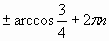 ± arccos 3/4 + 2πn